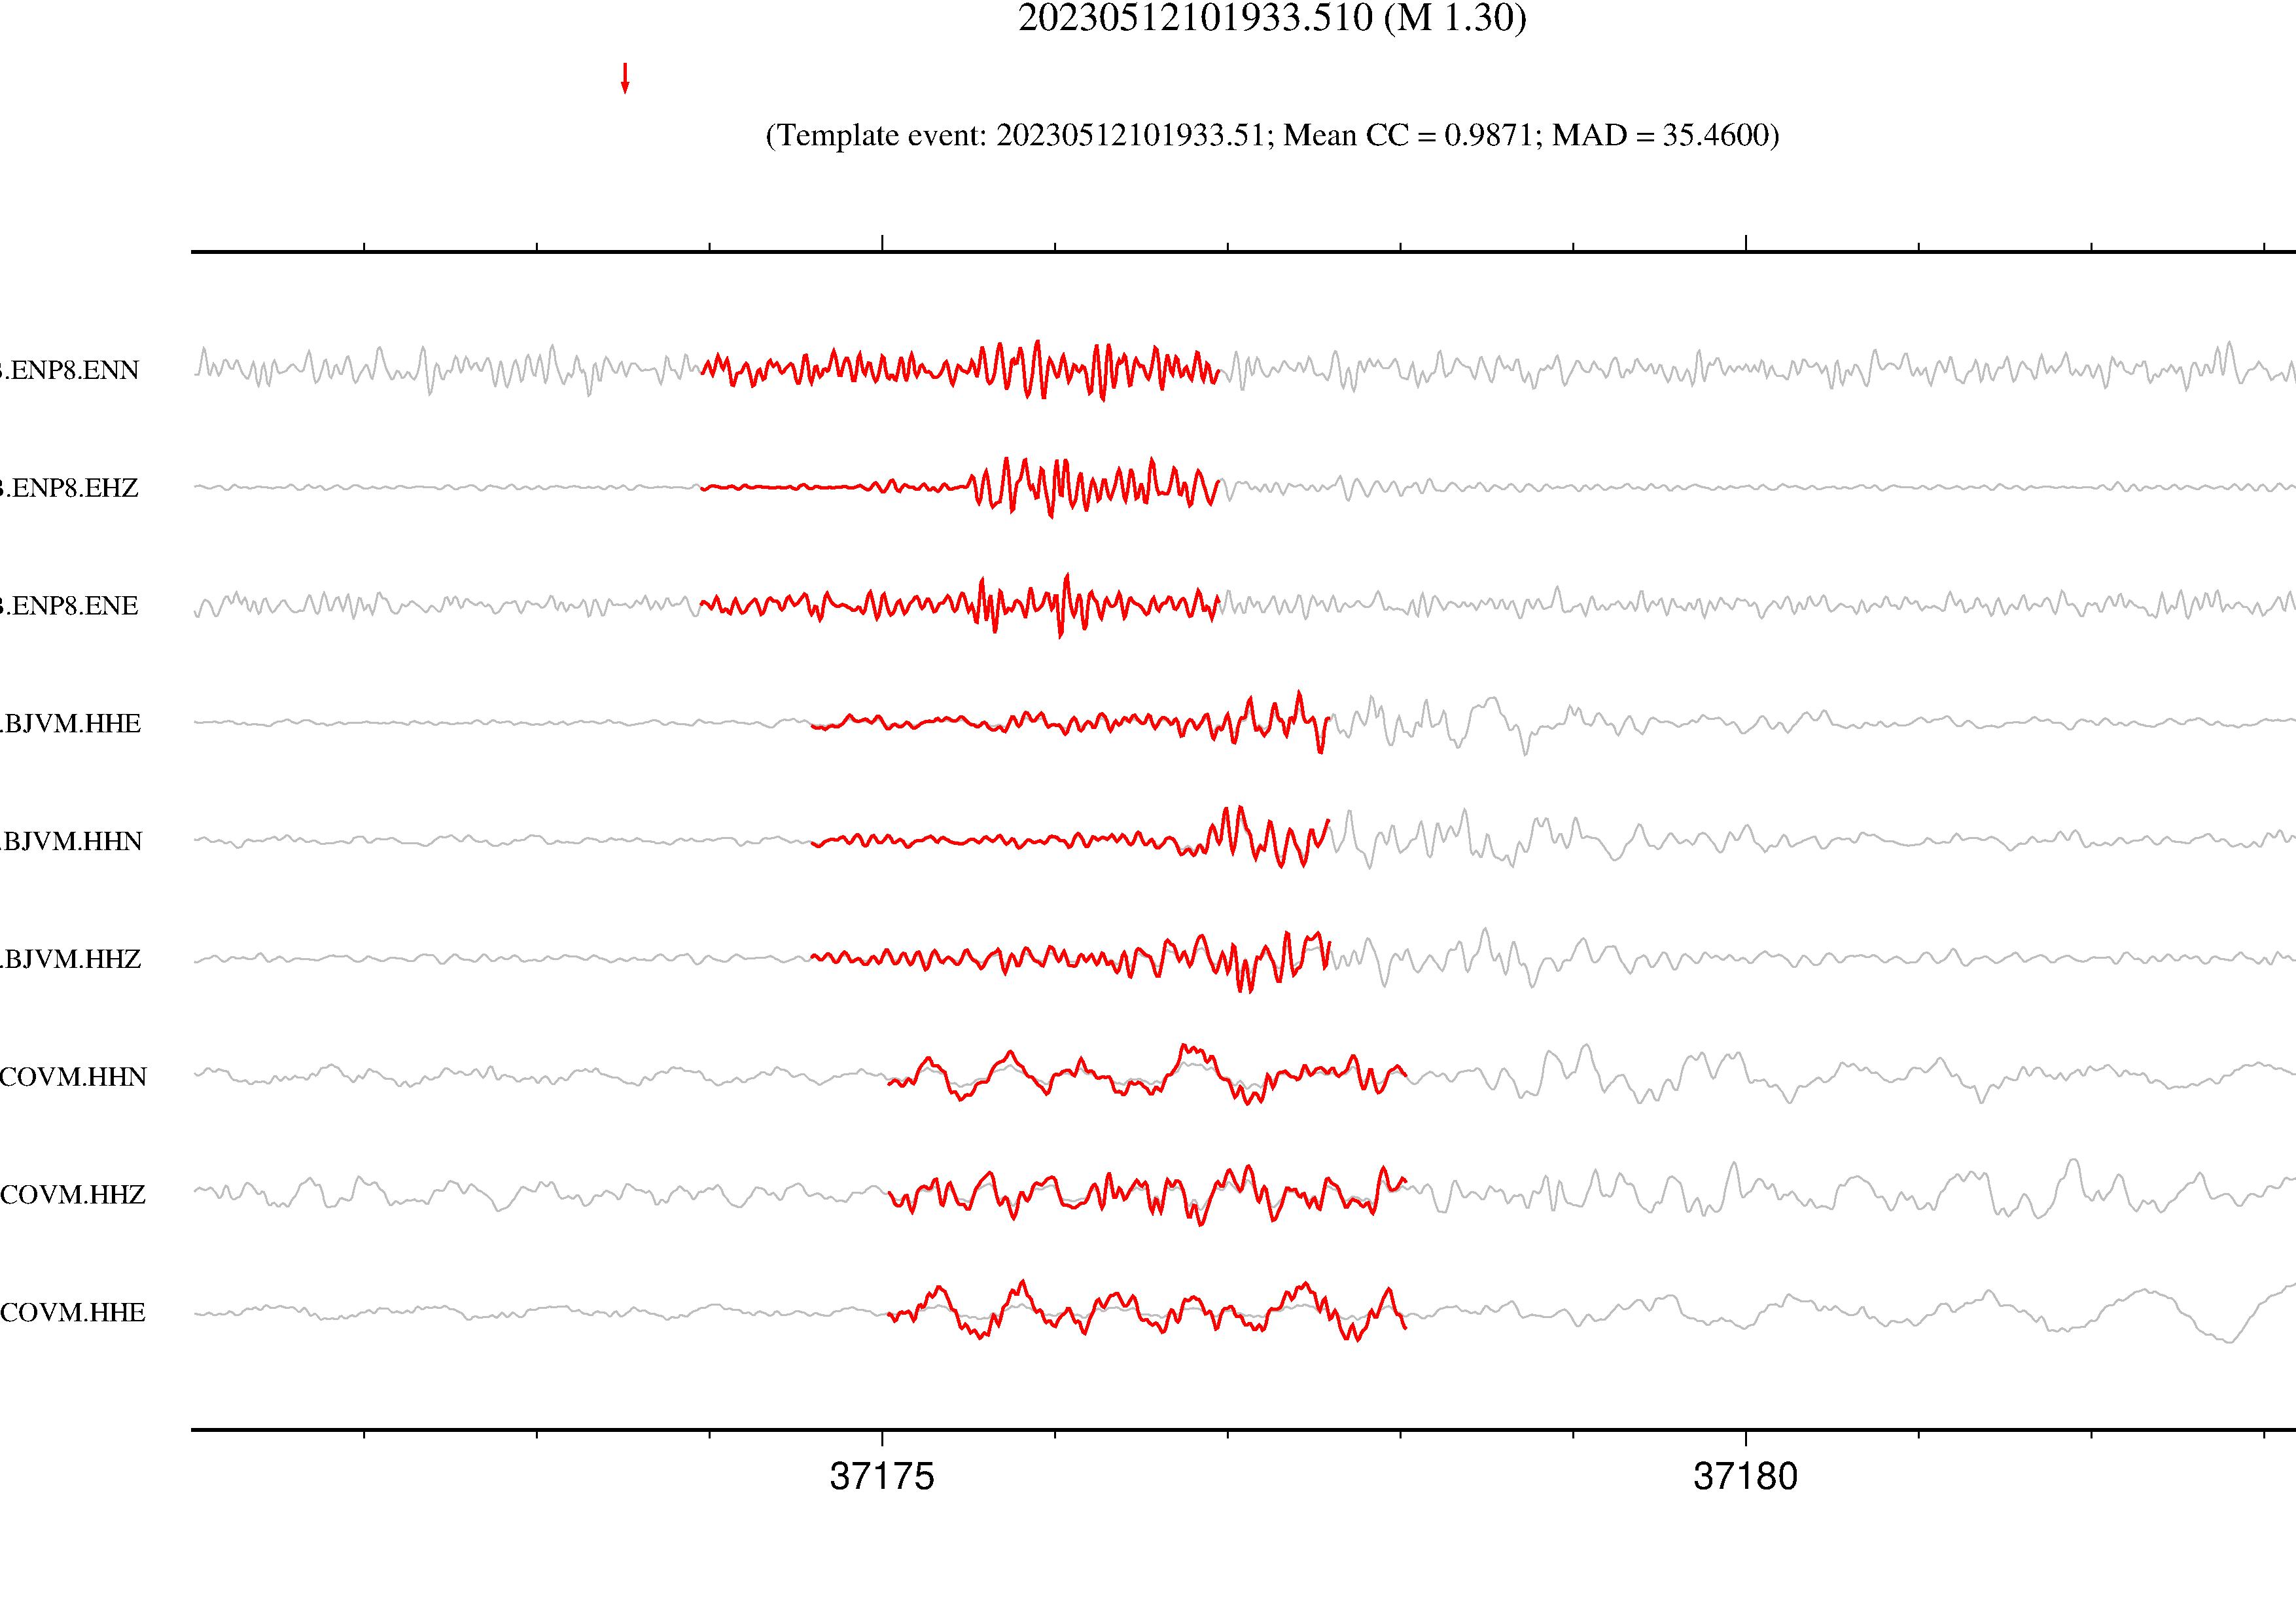 20230512101933.510 (M 1.30)
(Template event: 20230512101933.51; Mean CC = 0.9871; MAD = 35.4600)
.ENP8.ENN
.ENP8.EHZ
.ENP8.ENE
.BJVM.HHE
.BJVM.HHN
.BJVM.HHZ
COVM.HHN
COVM.HHZ
COVM.HHE
37175 37180